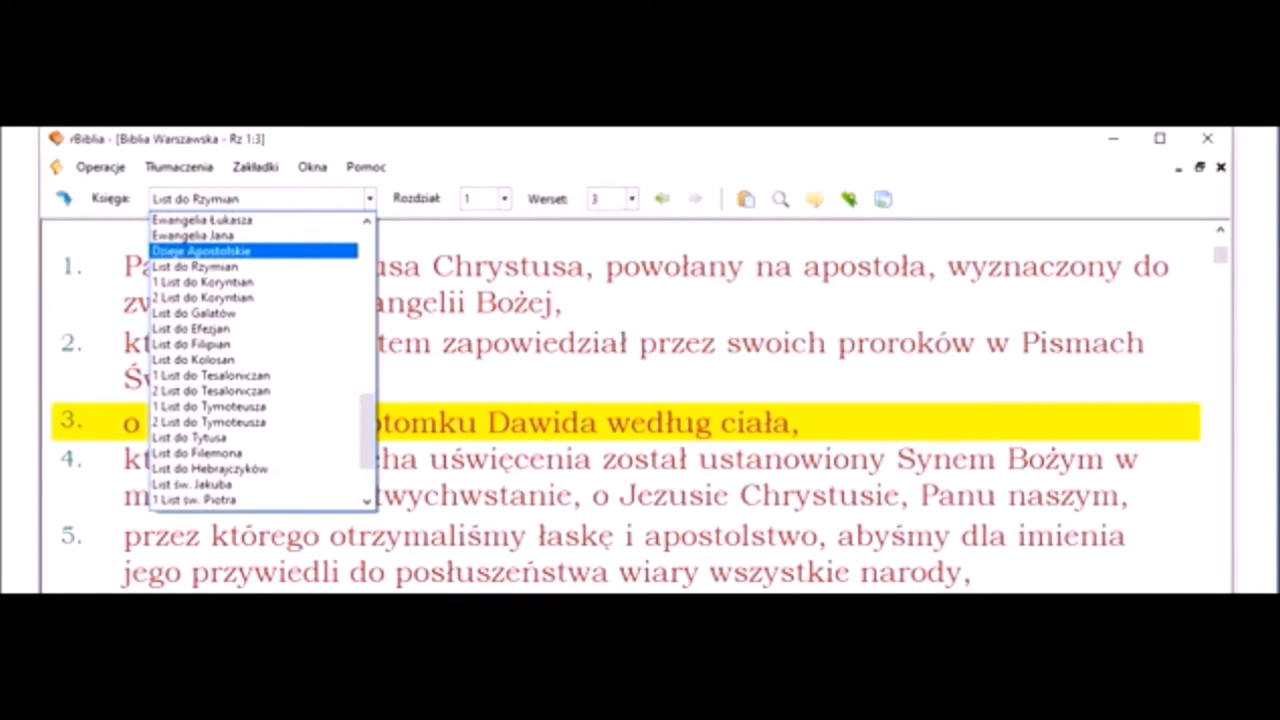 rBiblia - [Biblia Warszawska - Rz 1:3]
Operacje Tłumaczenia Zakładki Okna Pomoc
Księga: List do Rzymian Rozdział: 1 Werset: 3
Ewangelia Łukasza
Ewangelia Jana
Dzieje Apostolskie
List do Rzymian
1 List do Koryntian
2 List do Koryntian
List do Galatów
List do Efezjan
List do Filipian
List do Kolosan
1 List do Tesaloniczan
2 List do Tesaloniczan
1 List do Tymoteusza
2 List do Tymoteusza
List do Tytusa
List do Filemona
List do Hebrajczyków
List św. Jakuba
1 List św. Piotra
1. Pa usa Chrystusa, powołany na apostoła, wyznaczony do
zw angelii Bożej,
2. kt tem zapowiedział przez swoich proroków w Pismach
Św
3. o otomku Dawida według ciała,
4. kt cha uświęcenia został ustanowiony Synem Bożym w
m twychwstanie, o Jezusie Chrystusie, Panu naszym,
5. przez którego otrzymaliśmy łaskę i apostolstwo, abyśmy dla imienia
jego przywiedli do posłuszeństwa wiary wszystkie narody,